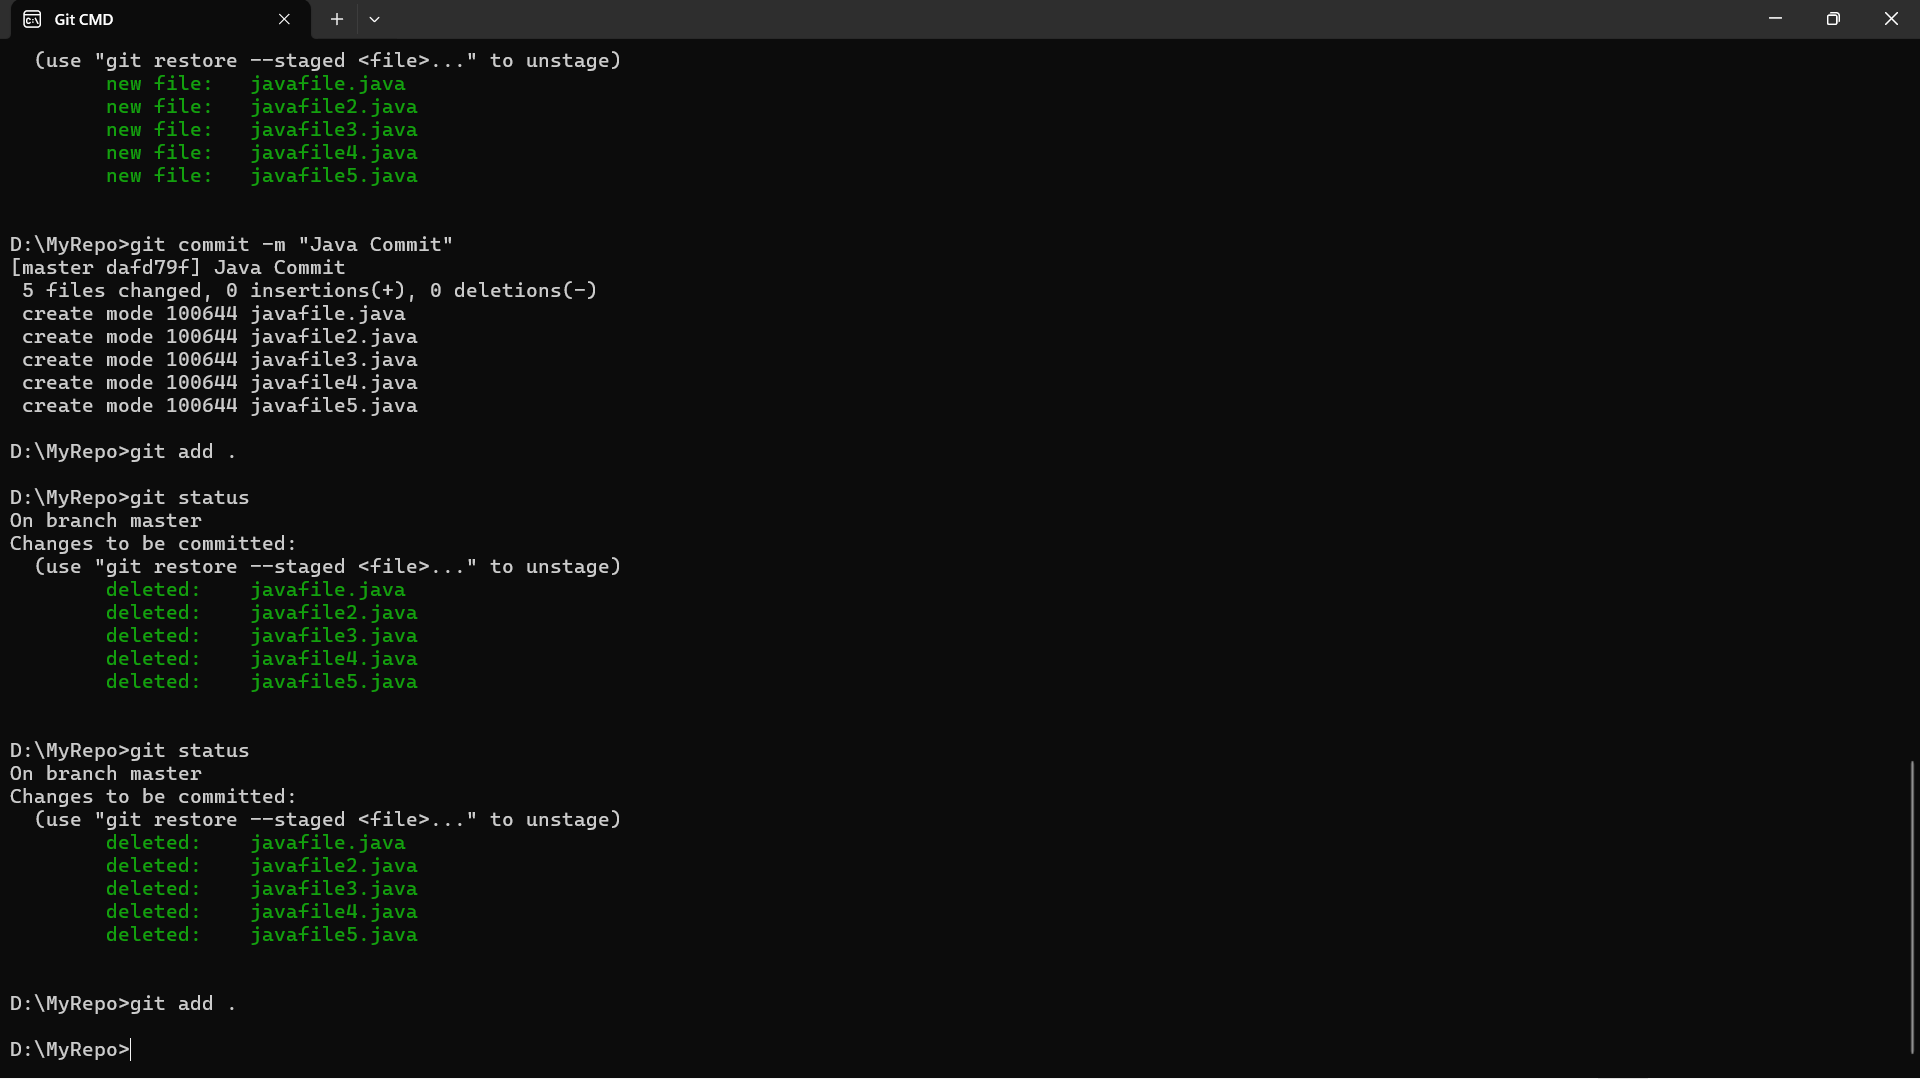 Git CMD
(use "git restore --staged <file>..." to unstage)
new file:   javafile.java
new file:   javafile2.java
new file:   javafile3.java
new file:   javafile4.java
new file:   javafile5.java
D:\MyRepo>git commit -m "Java Commit"
[master dafd79f] Java Commit
5 files changed, 0 insertions(+), 0 deletions(-)
create mode 100644 javafile.java
create mode 100644 javafile2.java
create mode 100644 javafile3.java
create mode 100644 javafile4.java
create mode 100644 javafile5.java
D:\MyRepo>git add .
D:\MyRepo>git status
On branch master
Changes to be committed:
(use "git restore --staged <file>..." to unstage)
deleted:    javafile.java
deleted:    javafile2.java
deleted:    javafile3.java
deleted:    javafile4.java
deleted:    javafile5.java
D:\MyRepo>git status
On branch master
Changes to be committed:
(use "git restore --staged <file>..." to unstage)
deleted:    javafile.java
deleted:    javafile2.java
deleted:    javafile3.java
deleted:    javafile4.java
deleted:    javafile5.java
D:\MyRepo>git add .
D:\MyRepo>